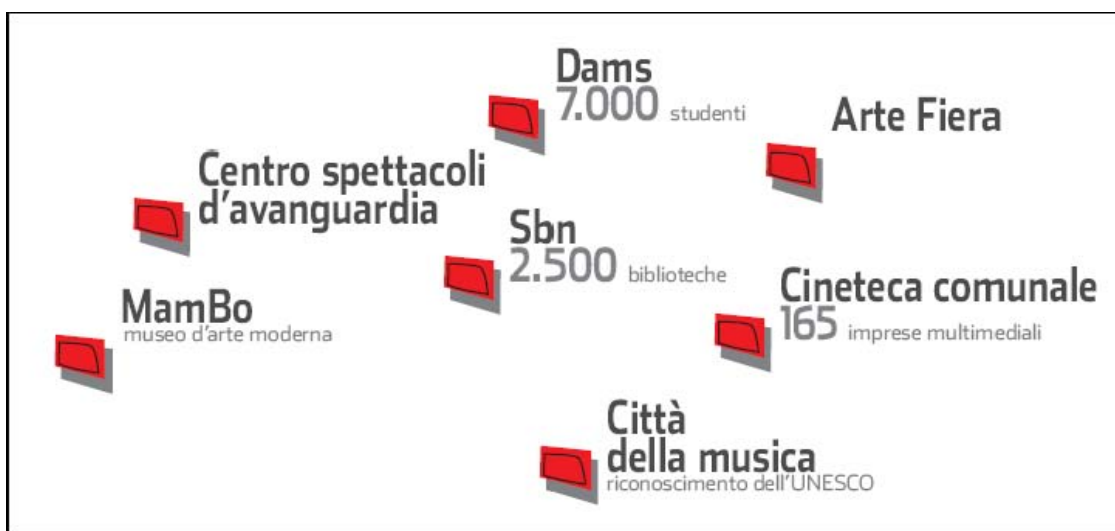 Dams
7.000 studenti
Arte Fiera
Centro spettacoli
d'avanguardia
Sbn
2.500 biblioteche
Cineteca comunale
165 imprese multimediali
MamBo
museo d'arte moderna
Città
della musica
riconoscimento dell'UNESCO